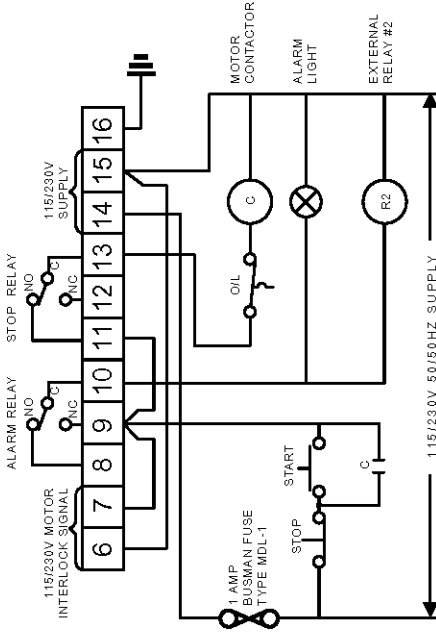 115/230V MOTOR
INTERLOCK SIGNAL
ALARM RELAY
STOP RELAY
115/230V
SUPPLY
NO
C
NC
NO
C
NC
6
7
8
9
10
11
12
13
14
15
16
1 AMP
BUSMAN FUSE
TYPE MDL-1
STOP
START
C
O/L
C
R2
MOTOR
CONTACTOR
ALARM
LIGHT
EXTERNAL
RELAY #2
115/230V 50/50HZ SUPPLY